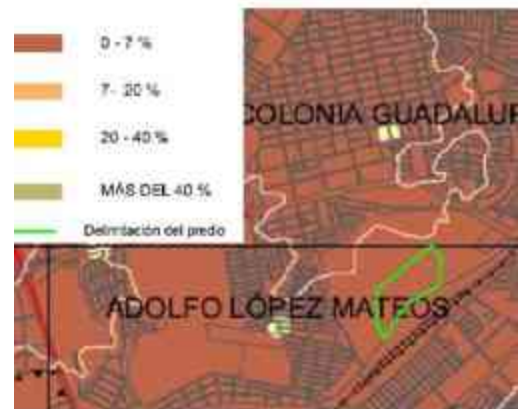 0 - 7 %
7 - 20 %
20 - 40 %
MÁS DEL 40 %
Delimitación del predio
COLONIA GUADALUP
ADOLFO LÓPEZ MATEOS